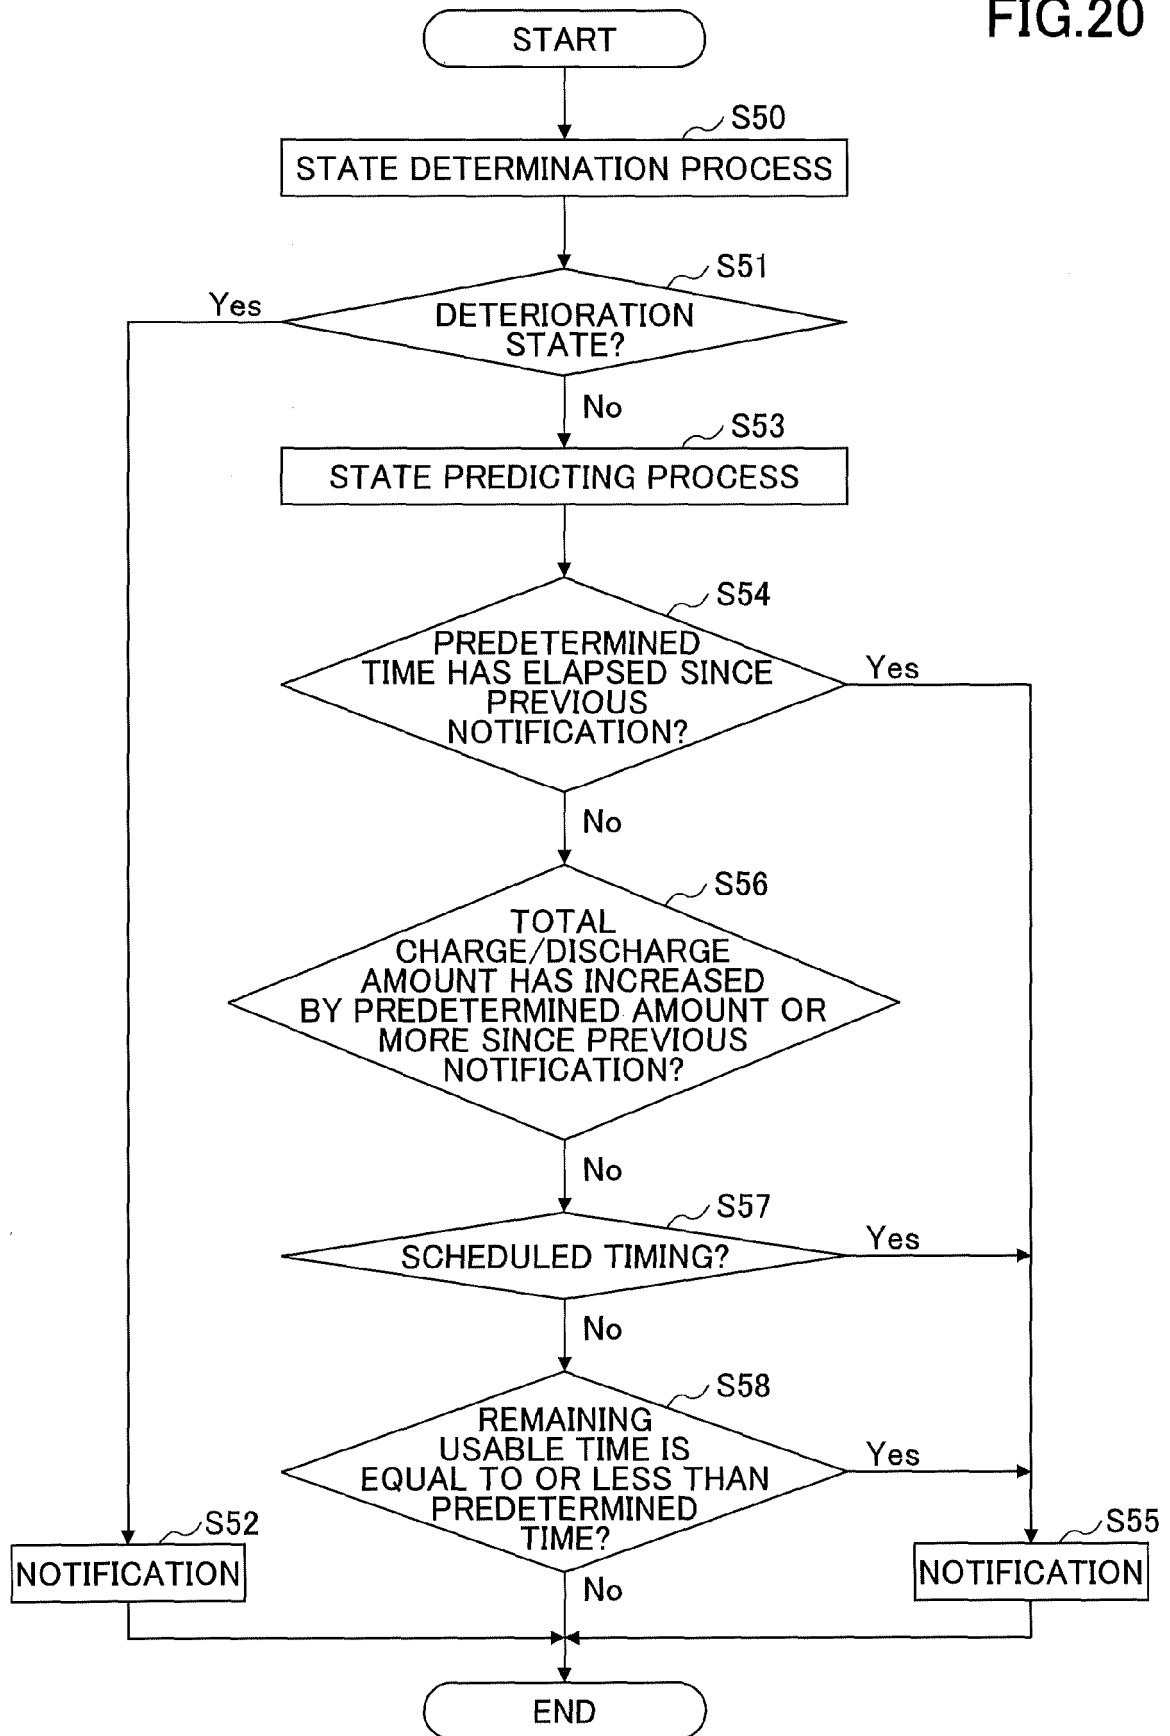 FIG.20
START
S50
STATE DETERMINATION PROCESS
S51
Yes
DETERIORATION
STATE?
No
S53
STATE PREDICTING PROCESS
S54
PREDETERMINED
TIME HAS ELAPSED SINCE
PREVIOUS
NOTIFICATION?
Yes
No
S56
TOTAL
CHARGE/DISCHARGE
AMOUNT HAS INCREASED
BY PREDETERMINED AMOUNT OR
MORE SINCE PREVIOUS
NOTIFICATION?
No
S57
SCHEDULED TIMING?
Yes
No
S58
REMAINING
USABLE TIME IS
EQUAL TO OR LESS THAN
PREDETERMINED
TIME?
Yes
S52
NOTIFICATION
No
S55
NOTIFICATION
END